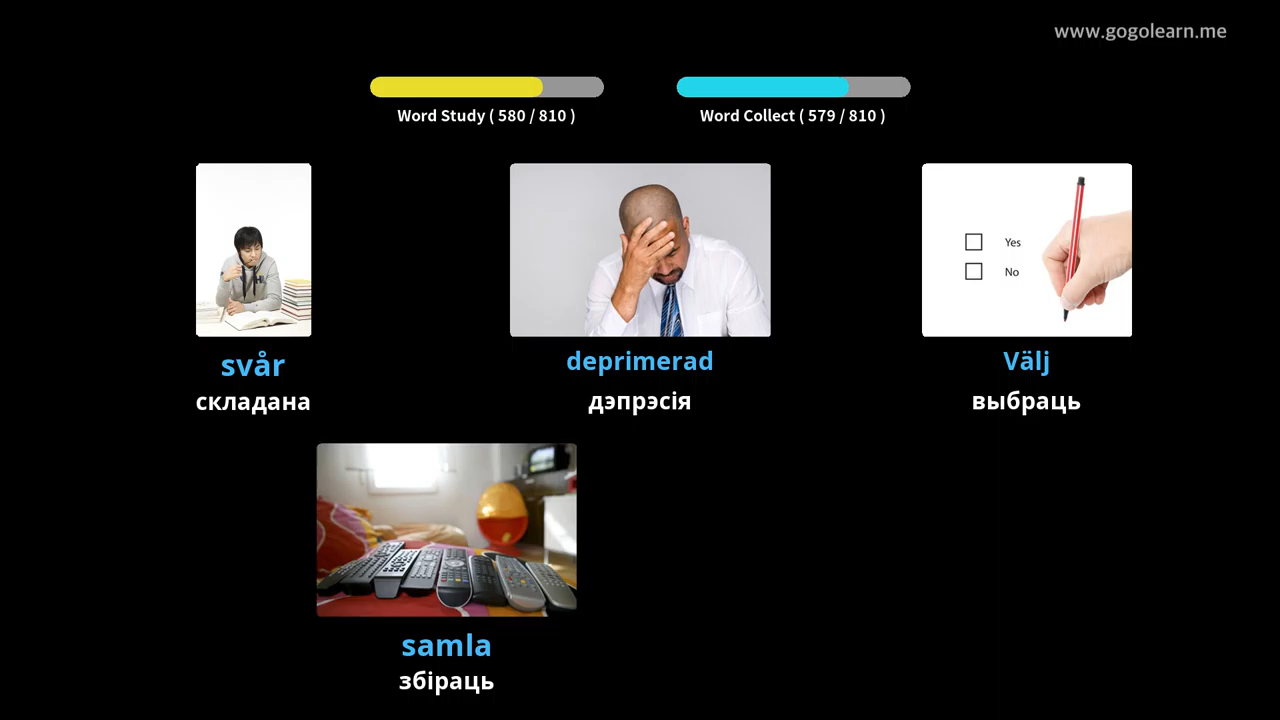 www.gogolearn.me
Word Study ( 580 / 810 )
Word Collect ( 579 / 810 )
Yes
No
svår
складана
deprimerad
дэпрэсія
Välj
выбраць
samla
збіраць